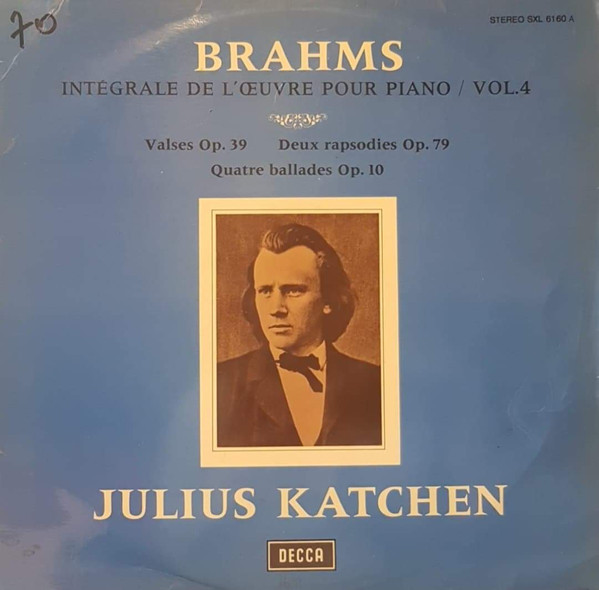 70
STEREO SXL 6160 A
BRAHMS
INTÉGRALE DE L'ŒUVRE POUR PIANO / VOL.4
Valses Op. 39 Deux rapsodies Op. 79
Quatre ballades Op. 10
JULIUS KATCHEN
DECCA